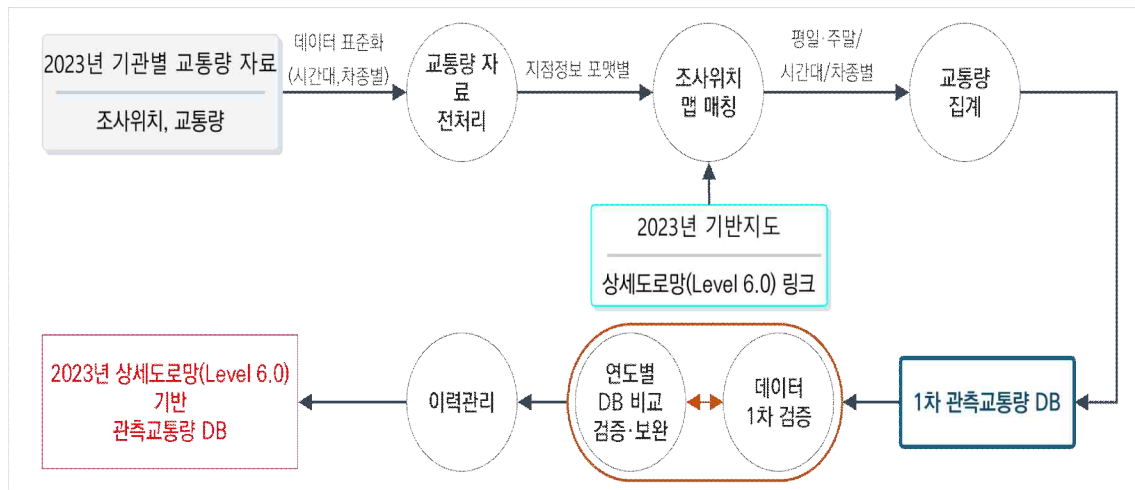 2023년 기관별 교통량 자료
조사위치, 교통량
데이터 표준화
(시간대,차종별)
교통량 자
료
전처리
지점정보 포맷별
조사위치
맵 매칭
평일·주말/
시간대/차종별
교통량
집계
2023년 기반지도
상세도로망(Level 6.0) 링크
2023년 상세도로망(Level 6.0)
기반
관측교통량 DB
이력관리
연도별
DB 비교
검증·보완
데이터
1차 검증
1차 관측교통량 DB